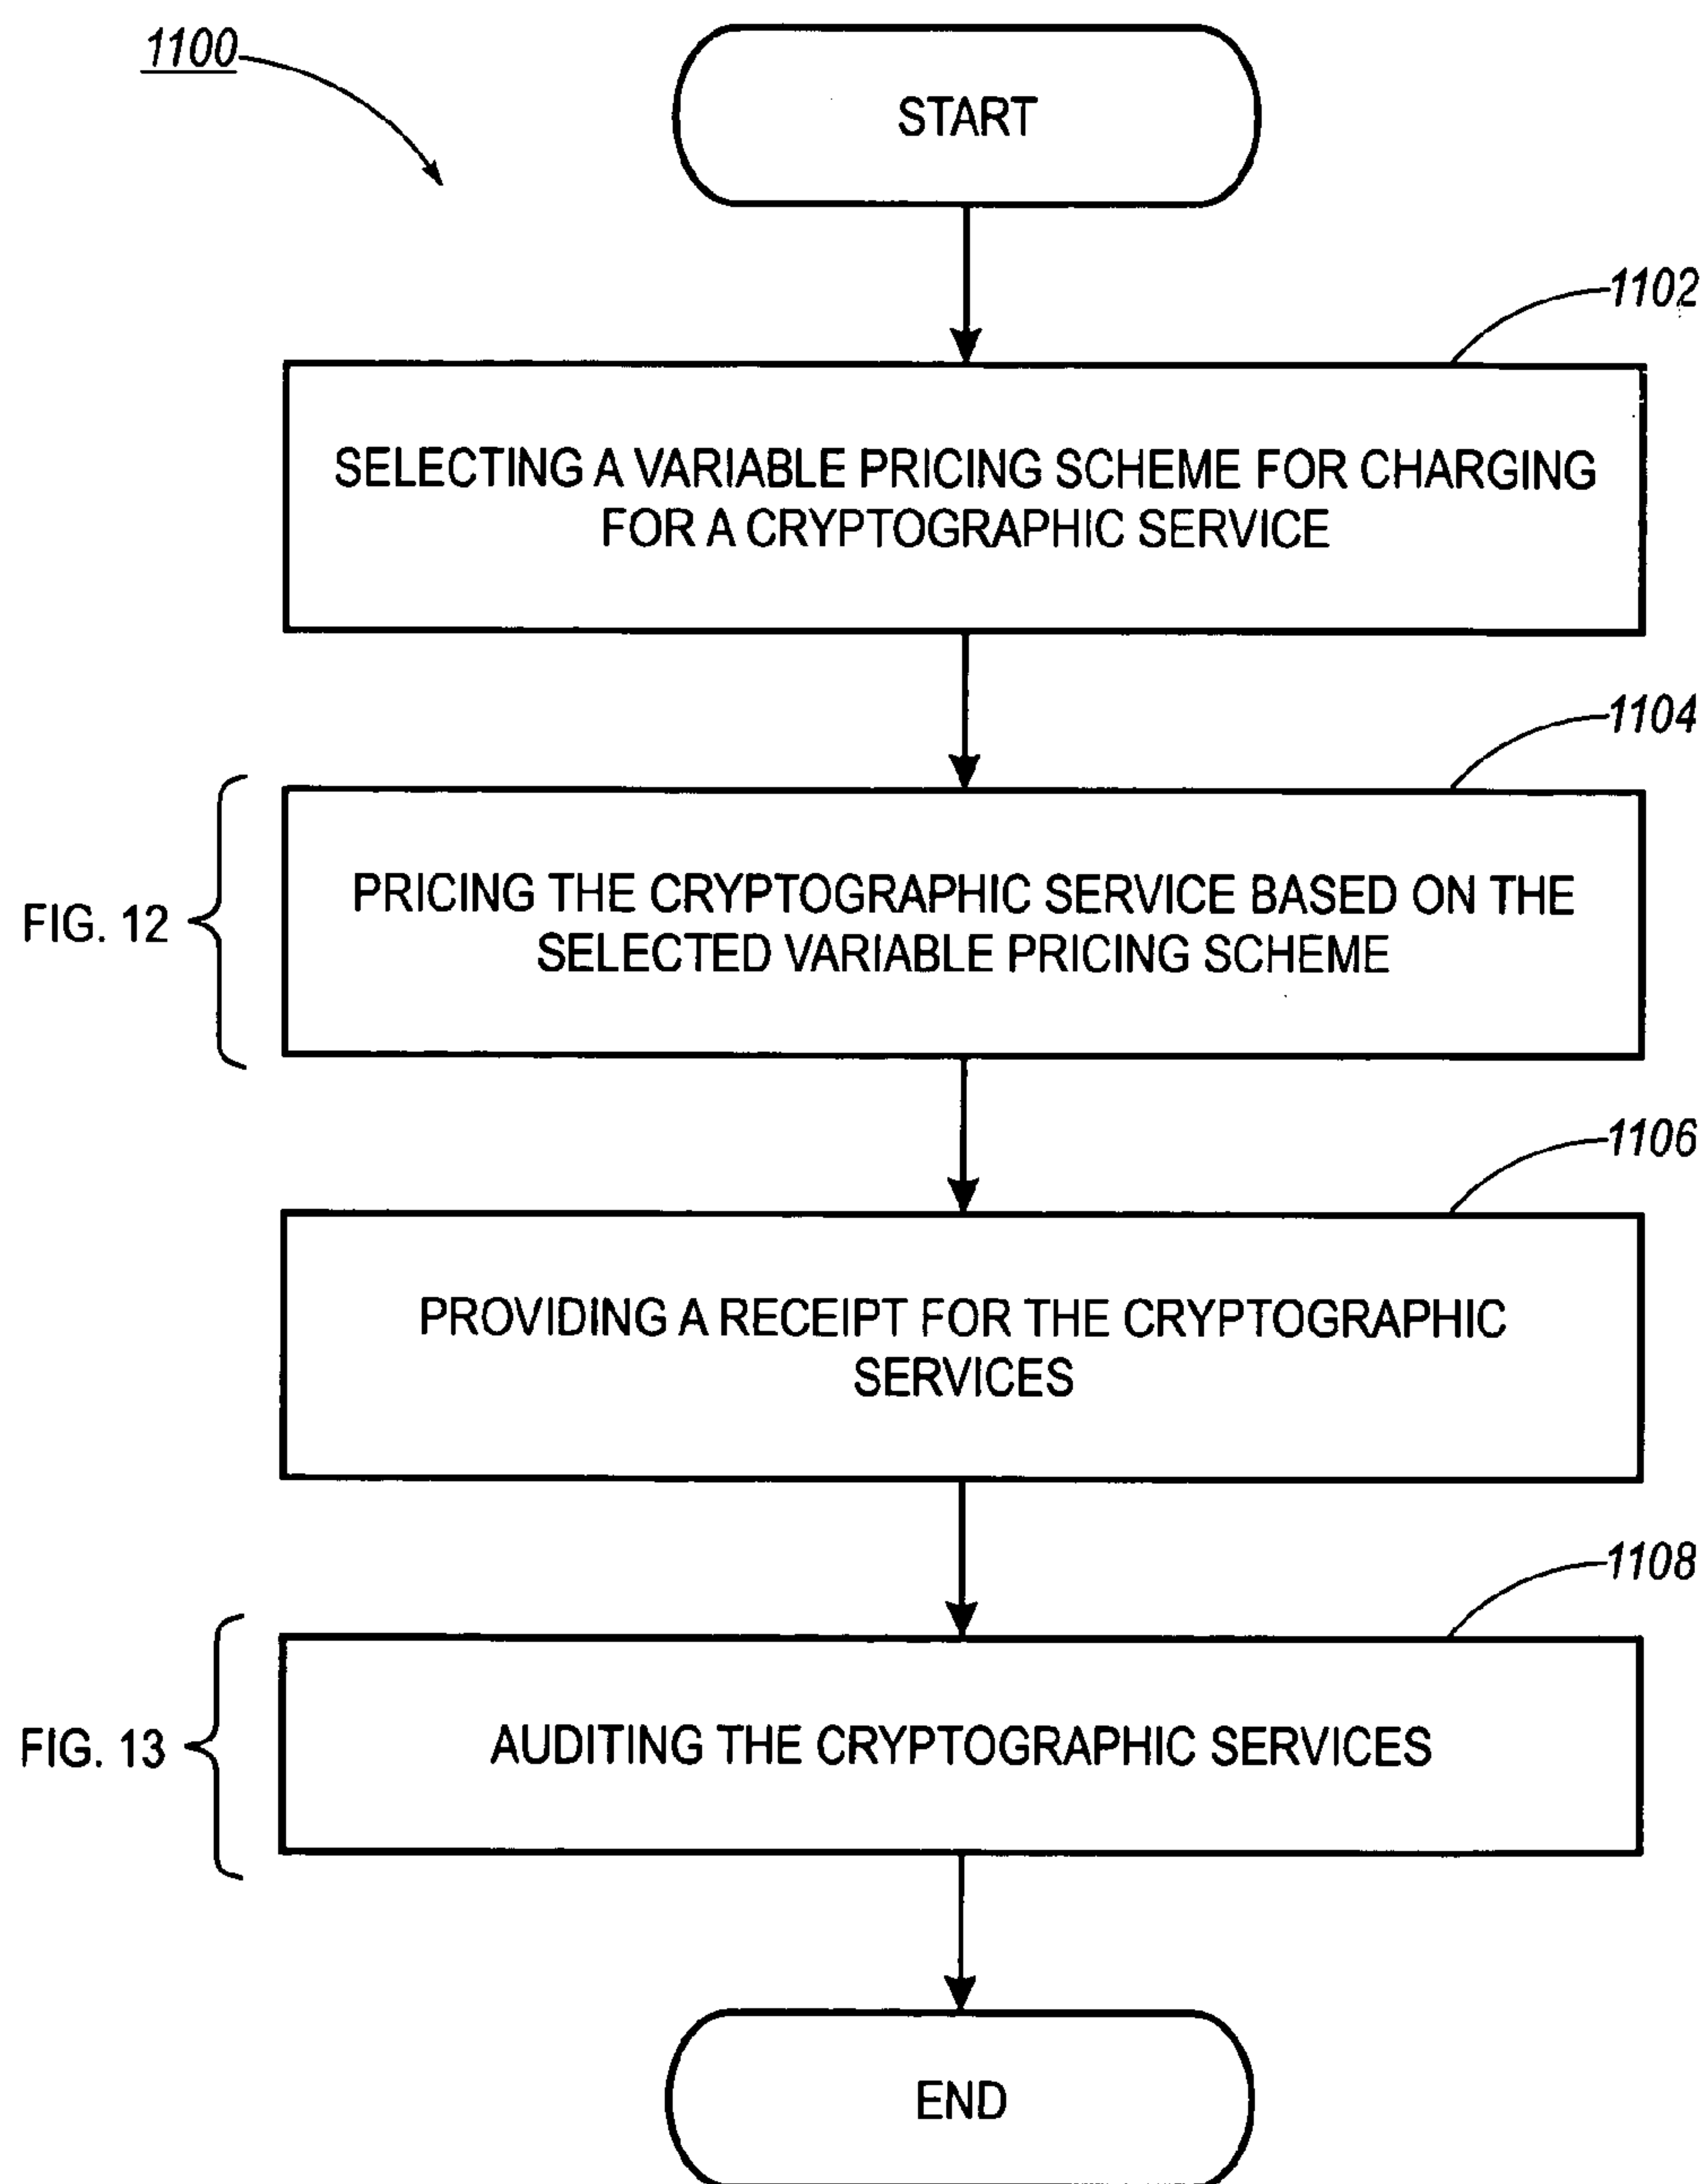 1100
START
1102
SELECTING A VARIABLE PRICING SCHEME FOR CHARGING
FOR A CRYPTOGRAPHIC SERVICE
1104
FIG. 12
PRICING THE CRYPTOGRAPHIC SERVICE BASED ON THE
SELECTED VARIABLE PRICING SCHEME
1106
PROVIDING A RECEIPT FOR THE CRYPTOGRAPHIC
SERVICES
1108
FIG. 13
AUDITING THE CRYPTOGRAPHIC SERVICES
END